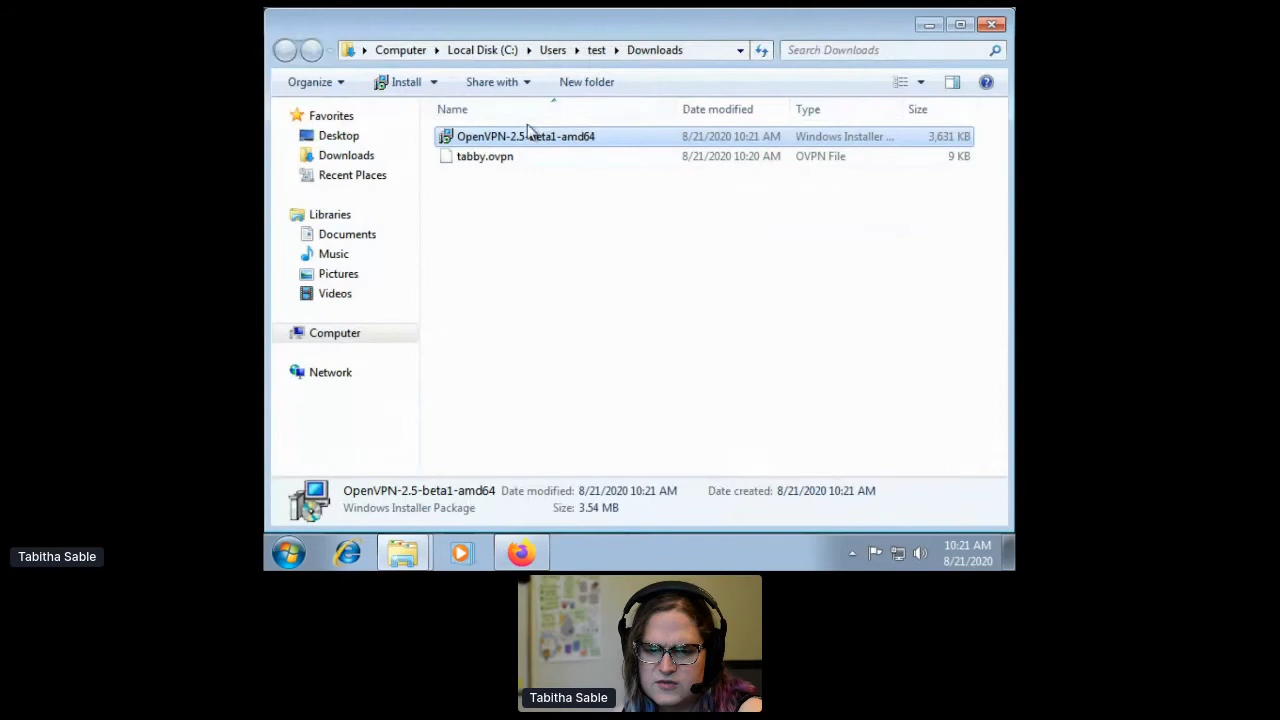 Computer Local Disk (C:) Users test Downloads
Search Downloads
Organize Install Share with New folder
Name Date modified Type Size
OpenVPN-2.5-beta1-amd64 8/21/2020 10:21 AM Windows Installer ... 3,631 KB
tabby.ovpn 8/21/2020 10:20 AM OVPN File 9 KB
Favorites
Desktop
Downloads
Recent Places
Libraries
Documents
Music
Pictures
Videos
Computer
Network
OpenVPN-2.5-beta1-amd64 Date modified: 8/21/2020 10:21 AM Date created: 8/21/2020 10:21 AM
Windows Installer Package Size: 3.54 MB
10:21 AM
8/21/2020
Tabitha Sable
Tabitha Sable